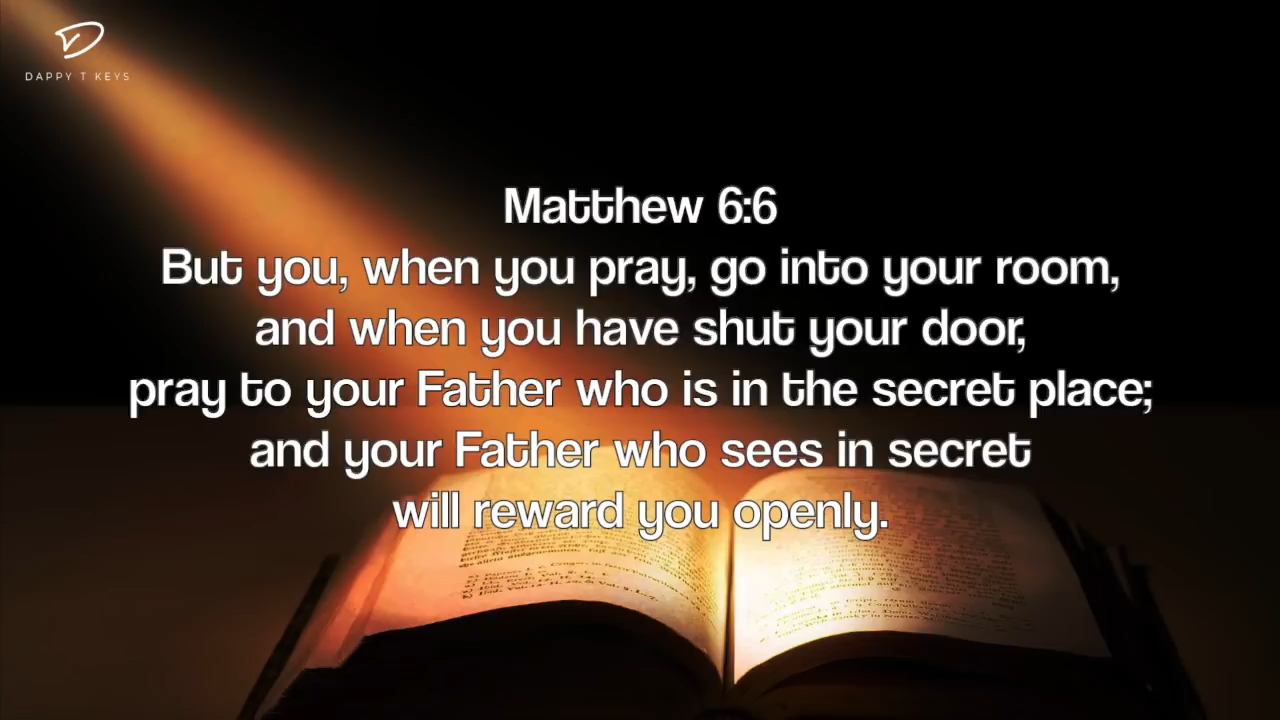 DAPPY T KEYS
Matthew 6:6
But you, when you pray, go into your room,
and when you have shut your door,
pray to your Father who is in the secret place;
and your Father who sees in secret
will reward you openly.